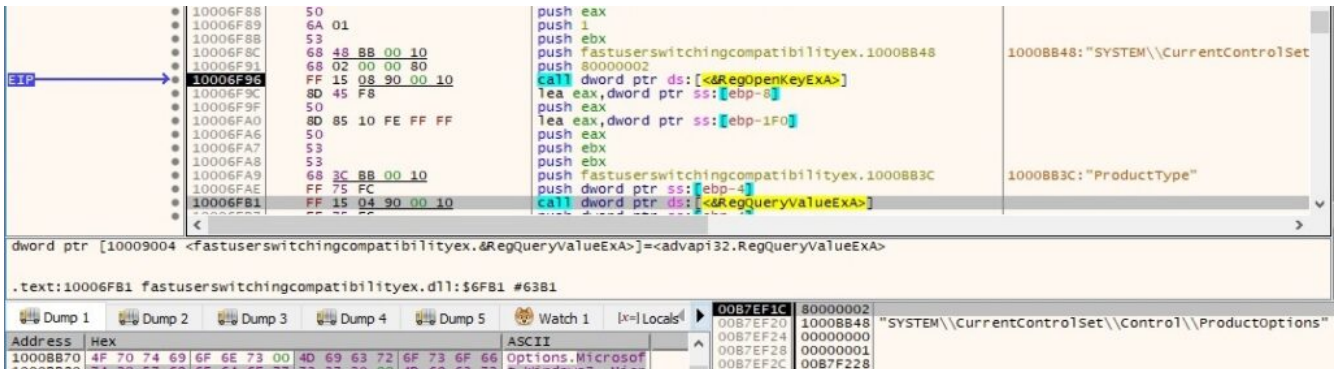 10006F88 50 push eax
10006F89 6A 01 push 1
10006F8B 53 push ebx
10006F8C 68 48 BB 00 10 push fastuserswitchingcompatibilityex.1000BB48 1000BB48:"SYSTEM\\CurrentControlSet
10006F91 68 02 00 00 80 push 80000002
EIP 10006F96 FF 15 08 90 00 10 call dword ptr ds:[<&RegOpenKeyExA>]
10006F9C 8D 45 F8 lea eax,dword ptr ss:[ebp-8]
10006F9F 50 push eax
10006FA0 8D 85 10 FE FF FF lea eax,dword ptr ss:[ebp-1F0]
10006FA6 50 push eax
10006FA7 53 push ebx
10006FA8 53 push ebx
10006FA9 68 3C BB 00 10 push fastuserswitchingcompatibilityex.1000BB3C 1000BB3C:"ProductType"
10006FAE FF 75 FC push dword ptr ss:[ebp-4]
10006FB1 FF 15 04 90 00 10 call dword ptr ds:[<&RegQueryValueExA>]
dword ptr [10009004 <fastuserswitchingcompatibilityex.&RegQueryValueExA>]=<advapi32.RegQueryValueExA>
.text:10006FB1 fastuserswitchingcompatibilityex.dll:$6FB1 #63B1
Dump 1 Dump 2 Dump 3 Dump 4 Dump 5 Watch 1 [x=] Locals
Address Hex ASCII
1000BB70 4F 70 74 69 6F 6E 73 00 4D 69 63 72 6F 73 6F 66 Options.Microsof
00B7EF1C 80000002
00B7EF20 1000BB48 "SYSTEM\\CurrentControlSet\\Control\\ProductOptions"
00B7EF24 00000000
00B7EF28 00000001
00B7EF2C 00B7F228